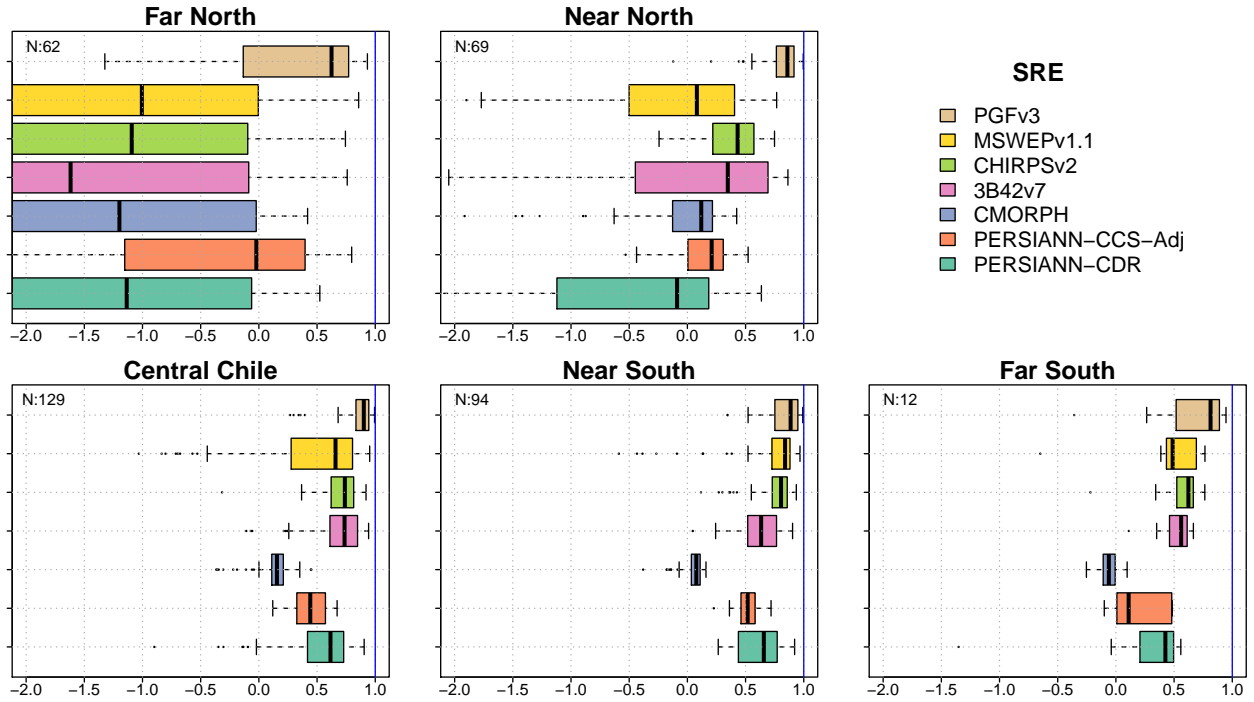 Far North
N:62
−2.0 −1.5 −1.0 −0.5 0.0 0.5 1.0
Near North
N:69
−2.0 −1.5 −1.0 −0.5 0.0 0.5 1.0
SRE
PGFv3
MSWEPv1.1
CHIRPSv2
3B42v7
CMORPH
PERSIANN−CCS−Adj
PERSIANN−CDR
Central Chile
N:129
−2.0 −1.5 −1.0 −0.5 0.0 0.5 1.0
Near South
N:94
−2.0 −1.5 −1.0 −0.5 0.0 0.5 1.0
Far South
N:12
−2.0 −1.5 −1.0 −0.5 0.0 0.5 1.0